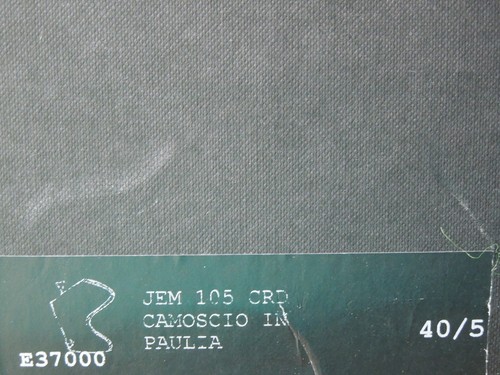 JEM 105 CRD
CAMOSCIO IN
PAULIA
40/5
E37000